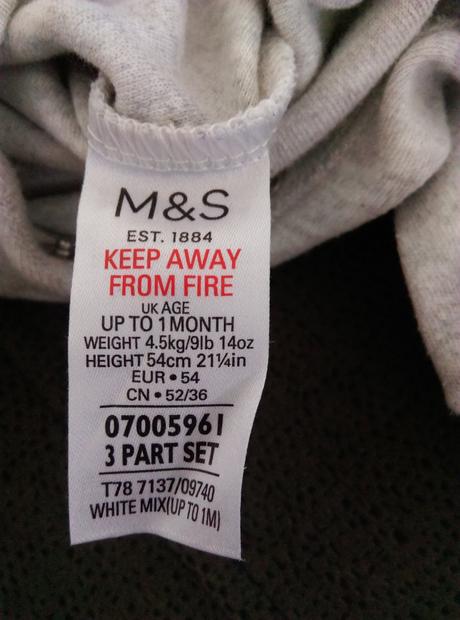 M&S
EST. 1884
KEEP AWAY
FROM FIRE
UK AGE
UP TO 1 MONTH
WEIGHT 4.5kg/9lb 14oz
HEIGHT 54cm 21¼in
EUR • 54
CN • 52/36
07005961
3 PART SET
T78 7137/09740
WHITE MIX(UP TO 1M)